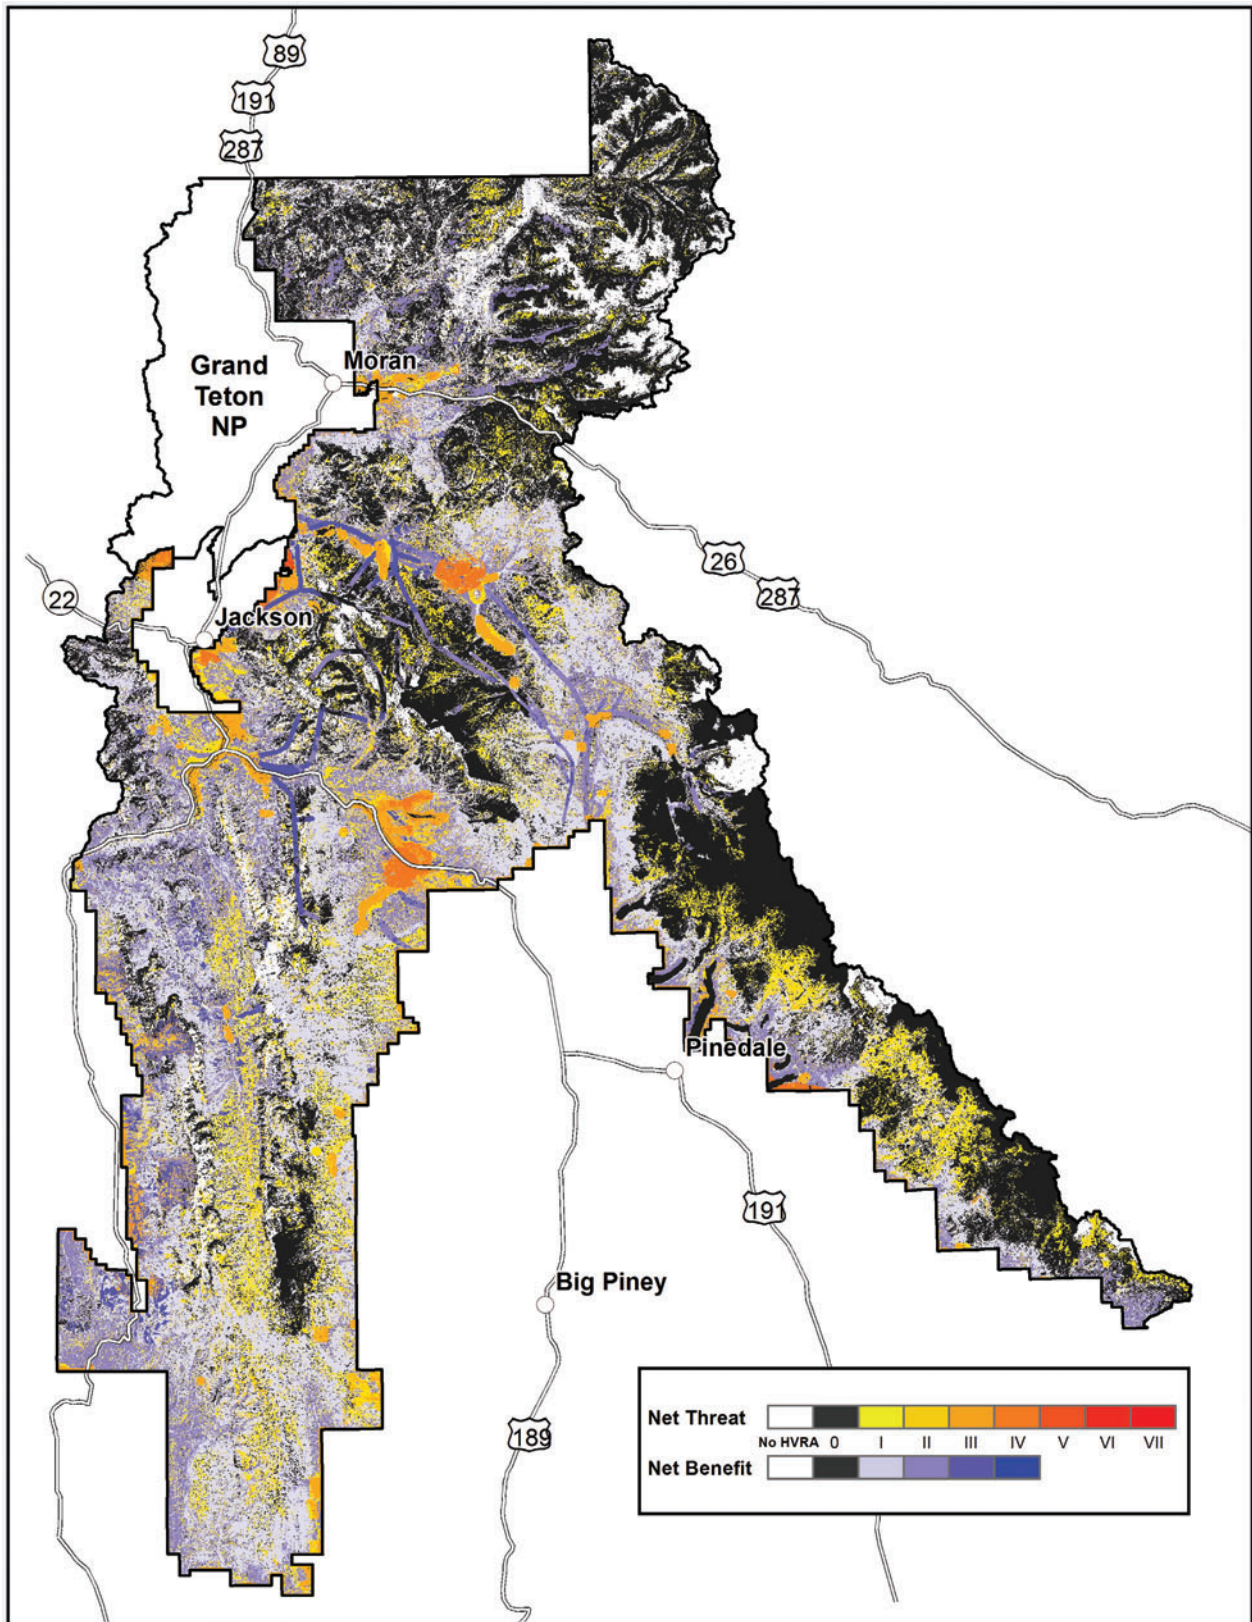 89
191
287
Moran
Grand
Teton
NP
26
22
287
Jackson
Pinedale
191
Big Piney
189
Net Threat
No HVRA 0 I II III IV V VI VII
Net Benefit